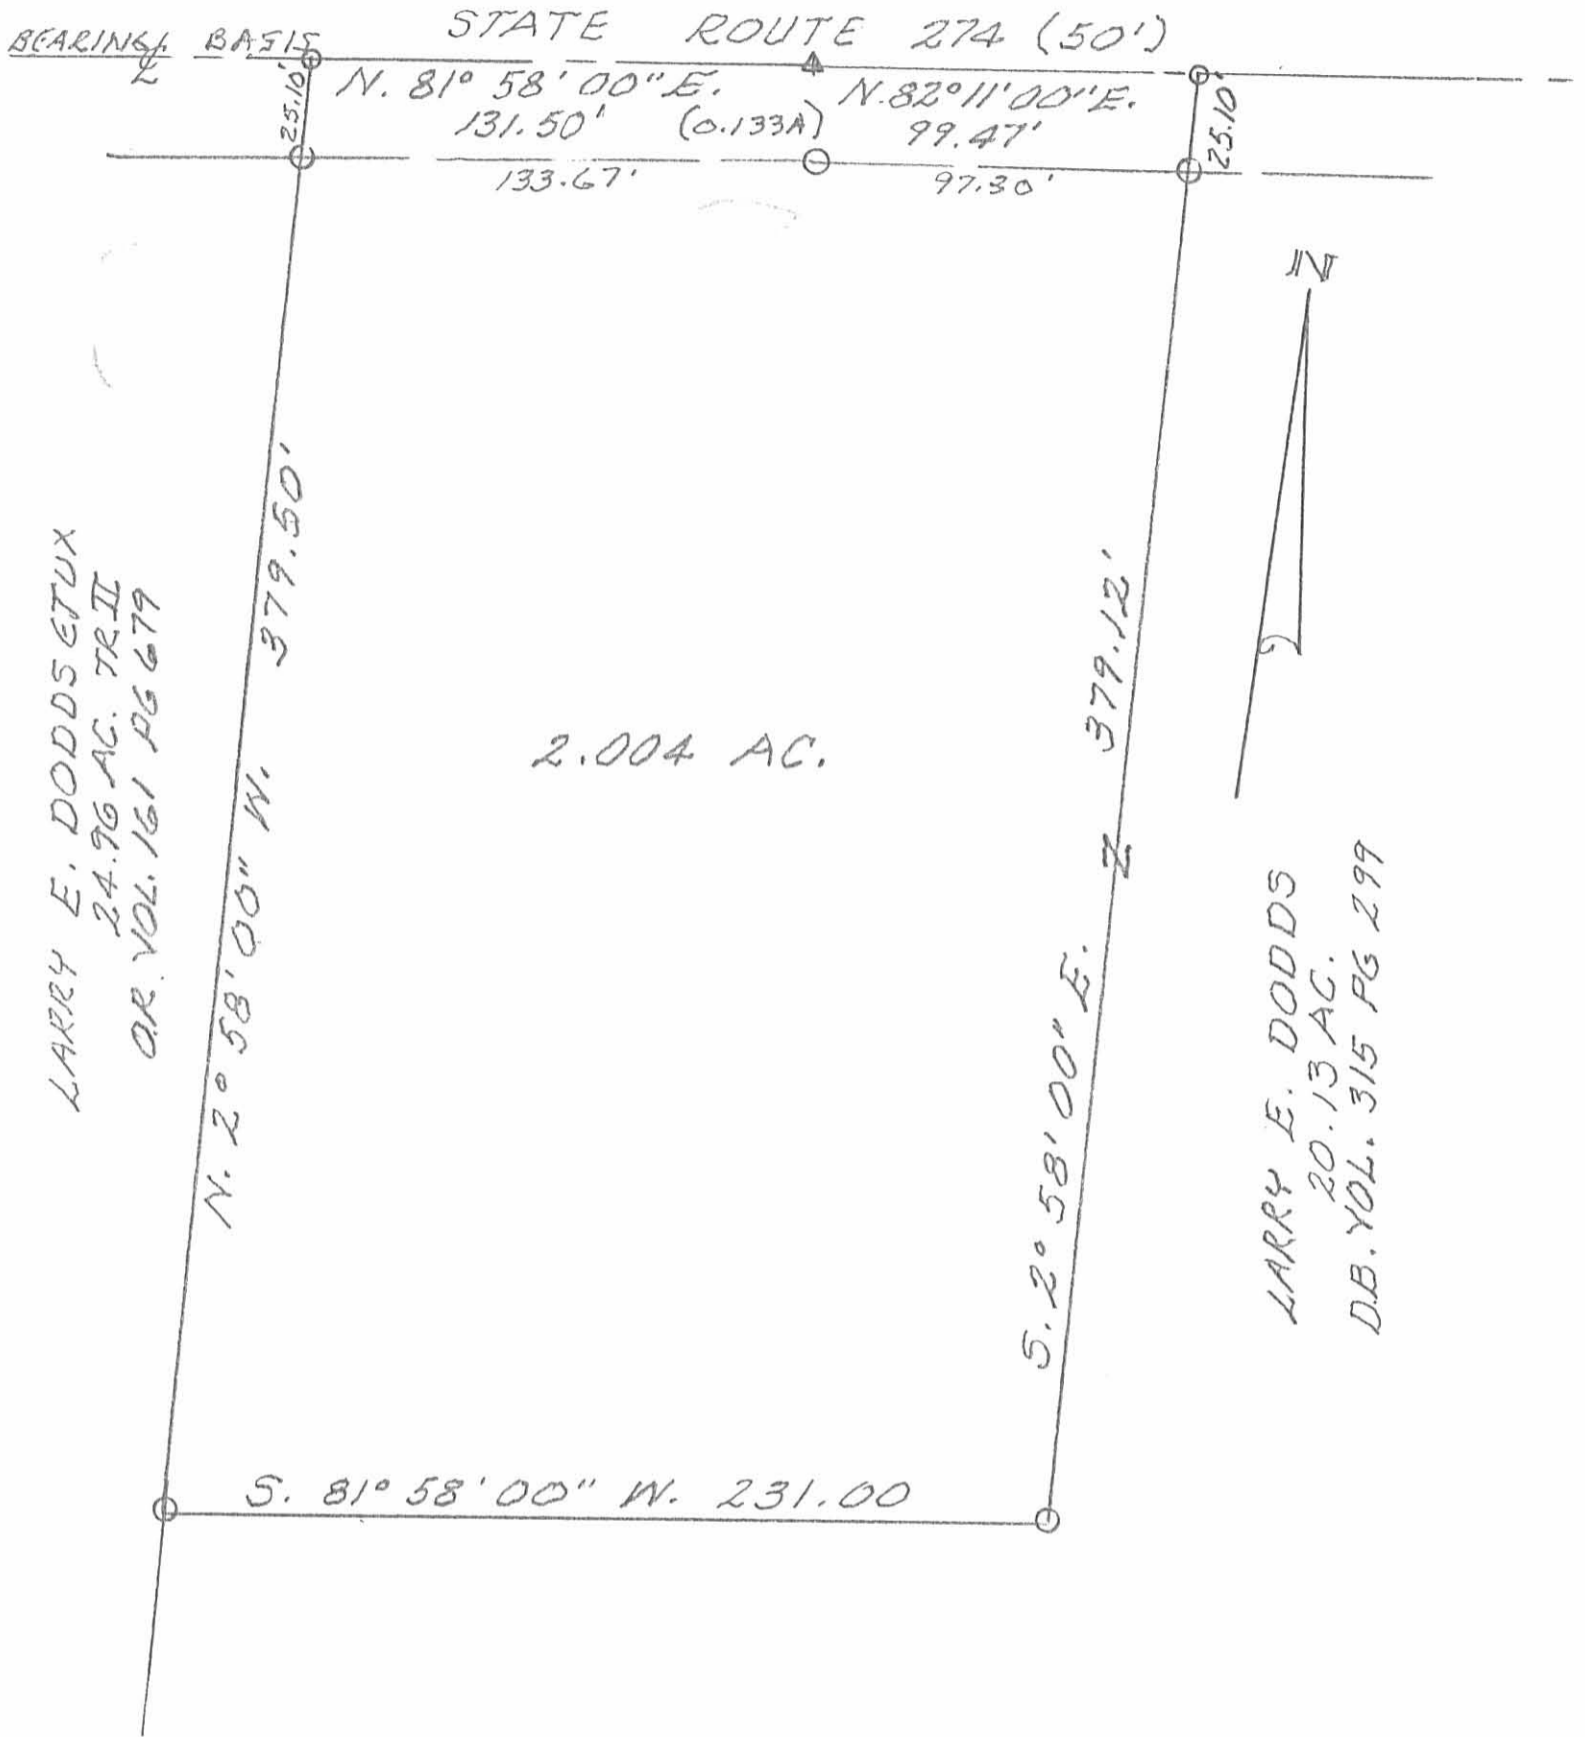 STATE ROUTE 274 (50')
BEARING BASIS
℄
N. 81° 58' 00" E.
N. 82° 11' 00" E.
131.50'
(0.133A)
99.47'
25.10'
25.10'
133.67'
97.30'
N
379.50'
N. 2° 58' 00" W.
LARRY E. DODDS ETUX
24.96 AC. TR. II
O.R. VOL. 161 PG 679
2.004 AC.
379.12'
S. 2° 58' 00" E.
LARRY E. DODDS
20.13 AC.
D.B. VOL. 315 PG 299
S. 81° 58' 00" W. 231.00